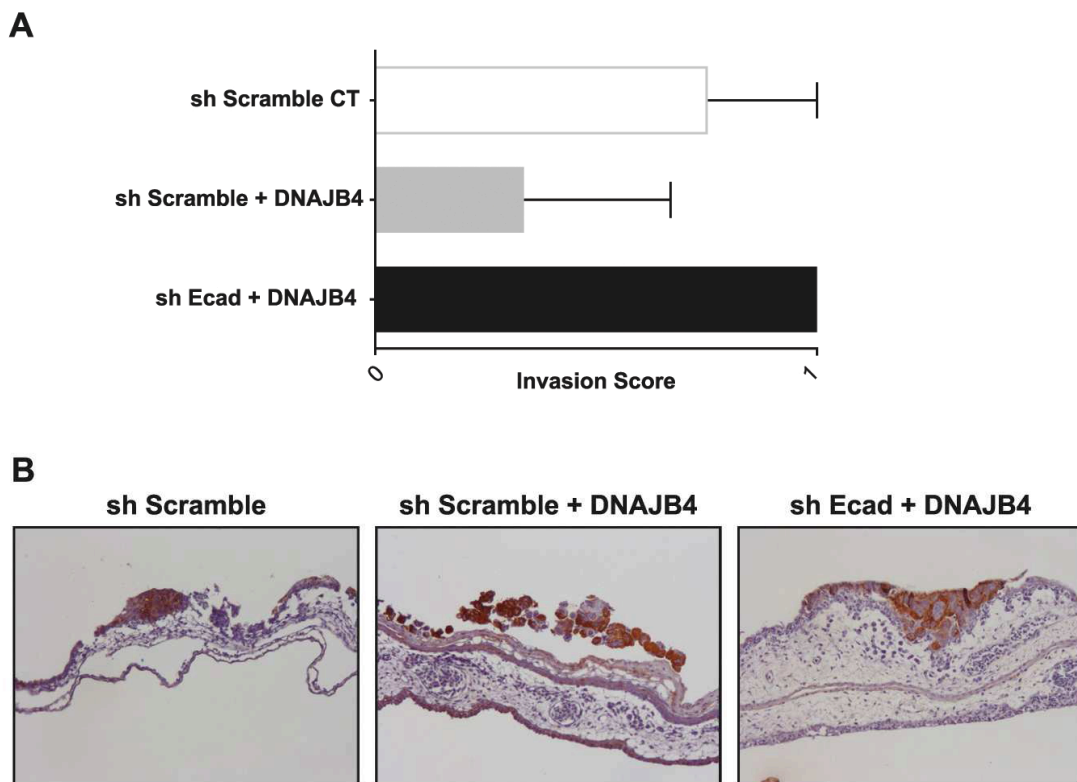 A
sh Scramble CT
sh Scramble + DNAJB4
sh Ecad + DNAJB4
0
1
Invasion Score
B
sh Scramble
sh Scramble + DNAJB4
sh Ecad + DNAJB4